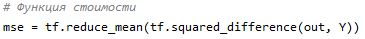 # Функция стоимости
mse = tf.reduce_mean(tf.squared_difference(out, Y))